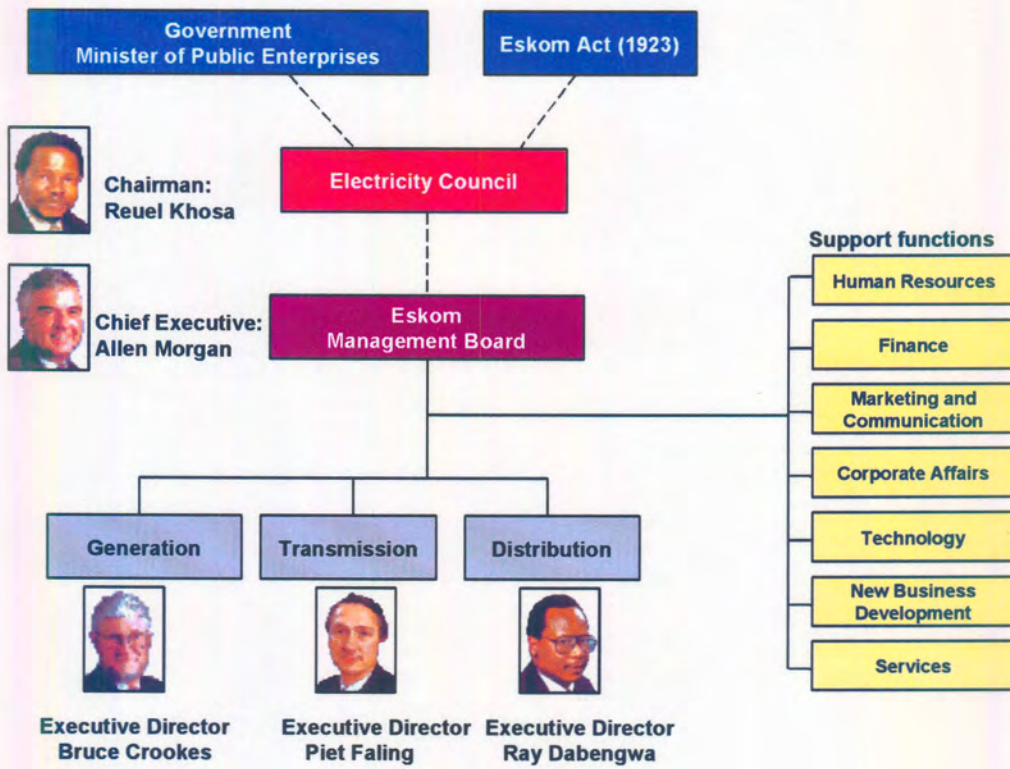 Government
Minister of Public Enterprises
Eskom Act (1923)
Chairman:
Reuel Khosa
Electricity Council
Chief Executive:
Allen Morgan
Eskom
Management Board
Support functions
Human Resources
Finance
Marketing and
Communication
Corporate Affairs
Technology
New Business
Development
Services
Generation
Transmission
Distribution
Executive Director
Bruce Crookes
Executive Director
Piet Faling
Executive Director
Ray Dabengwa